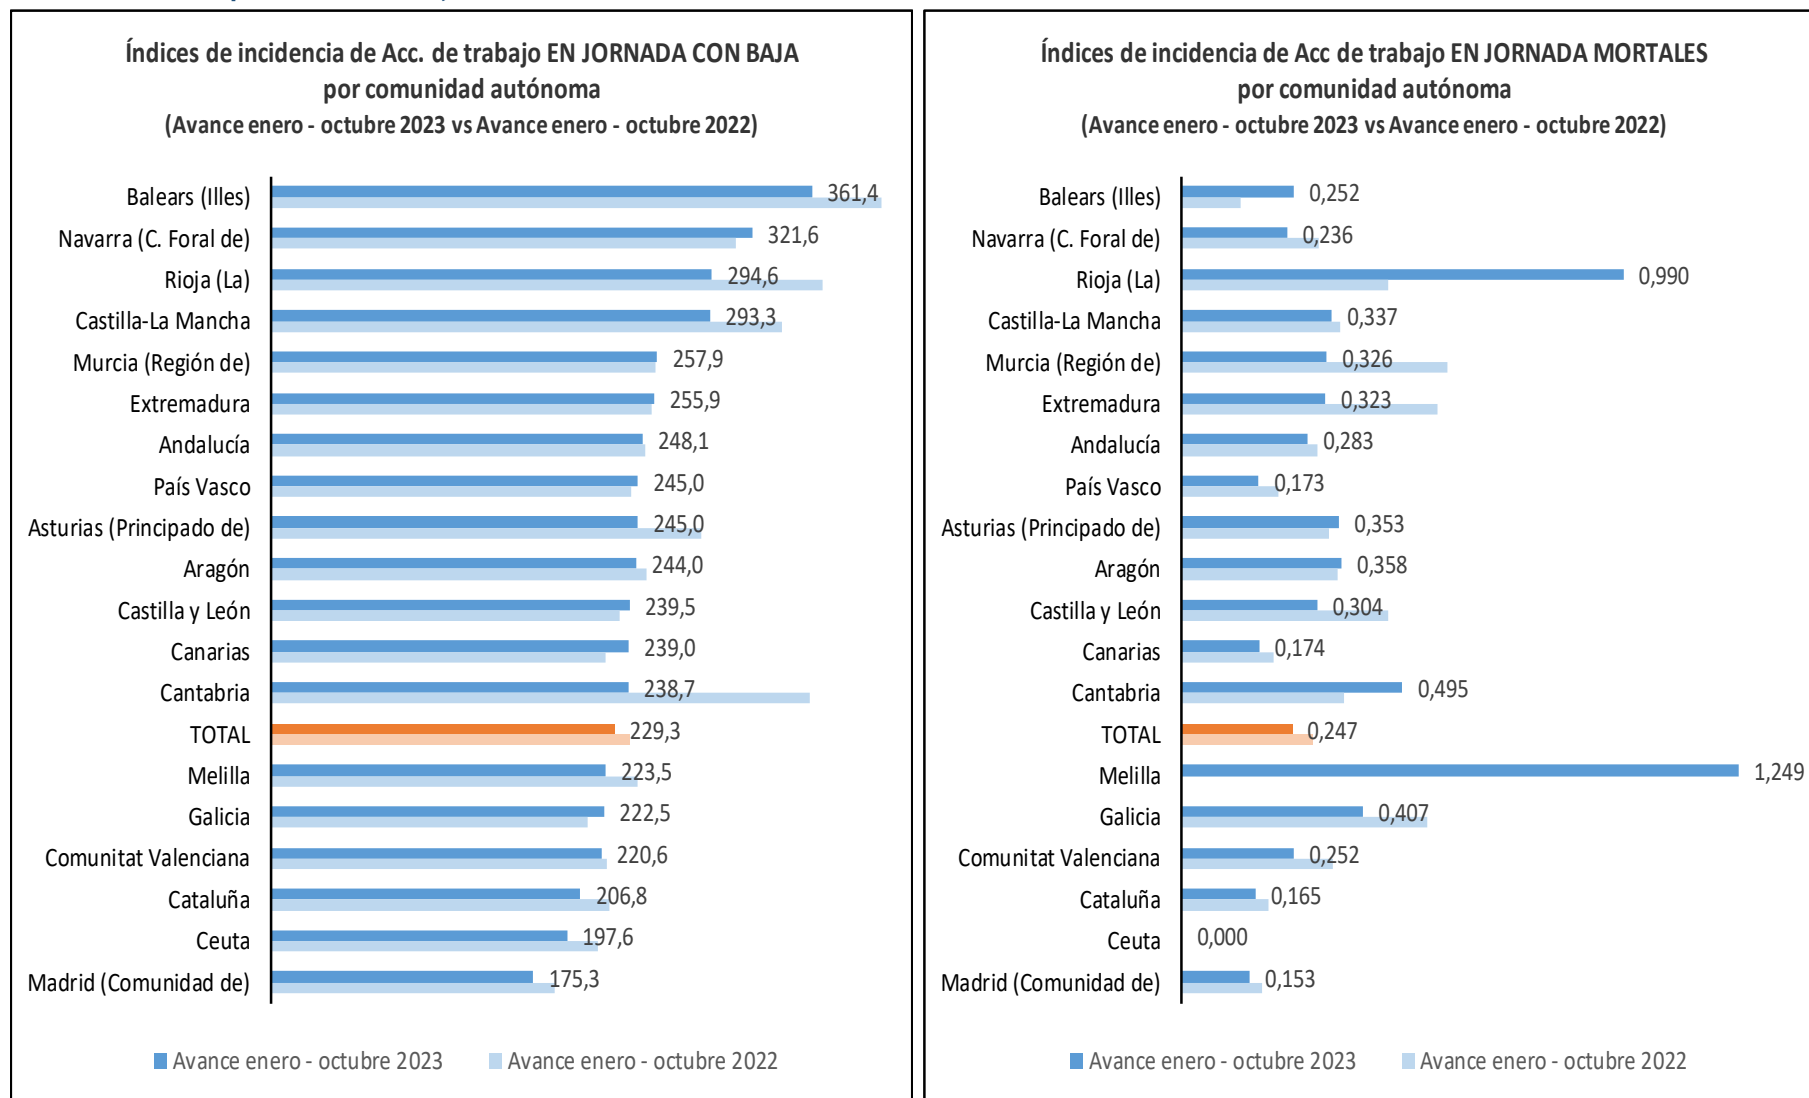 Índices de incidencia de Acc. de trabajo EN JORNADA CON BAJA
por comunidad autónoma
(Avance enero - octubre 2023 vs Avance enero - octubre 2022)
Balears (Illes) 361,4
Navarra (C. Foral de) 321,6
Rioja (La) 294,6
Castilla-La Mancha 293,3
Murcia (Región de) 257,9
Extremadura 255,9
Andalucía 248,1
País Vasco 245,0
Asturias (Principado de) 245,0
Aragón 244,0
Castilla y León 239,5
Canarias 239,0
Cantabria 238,7
TOTAL 229,3
Melilla 223,5
Galicia 222,5
Comunitat Valenciana 220,6
Cataluña 206,8
Ceuta 197,6
Madrid (Comunidad de) 175,3
Avance enero - octubre 2023 Avance enero - octubre 2022
Índices de incidencia de Acc de trabajo EN JORNADA MORTALES
por comunidad autónoma
(Avance enero - octubre 2023 vs Avance enero - octubre 2022)
Balears (Illes) 0,252
Navarra (C. Foral de) 0,236
Rioja (La) 0,990
Castilla-La Mancha 0,337
Murcia (Región de) 0,326
Extremadura 0,323
Andalucía 0,283
País Vasco 0,173
Asturias (Principado de) 0,353
Aragón 0,358
Castilla y León 0,304
Canarias 0,174
Cantabria 0,495
TOTAL 0,247
Melilla 1,249
Galicia 0,407
Comunitat Valenciana 0,252
Cataluña 0,165
Ceuta 0,000
Madrid (Comunidad de) 0,153
Avance enero - octubre 2023 Avance enero - octubre 2022